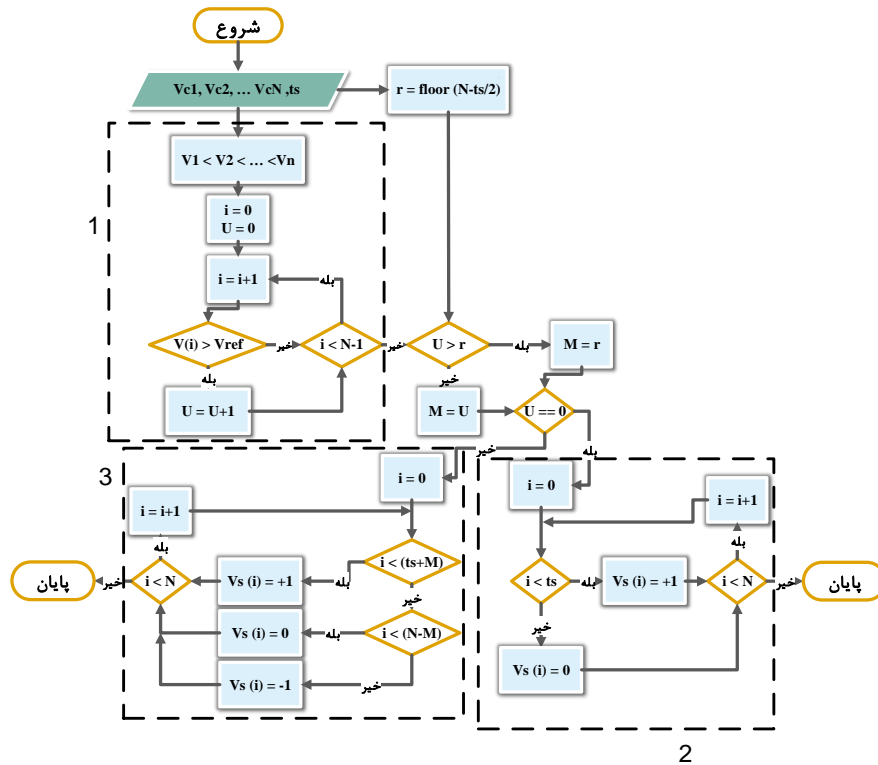 شروع
Vc1, Vc2, ... VcN ,ts
r = floor (N-ts/2)
1
V1 < V2 < ... <Vn
i = 0
U = 0
i = i+1
بله
V(i) > Vref
خیر
i < N-1
خیر
U > r
بله
M = r
بله
خیر
U = U+1
M = U
U == 0
خیر
بله
3
i = 0
i = i+1
بله
i < (ts+M)
پایان
خیر
i < N
Vs (i) = +1
بله
خیر
Vs (i) = 0
بله
i < (N-M)
Vs (i) = -1
خیر
i = 0
i = i+1
بله
i < ts
بله
Vs (i) = +1
i < N
خیر
پایان
خیر
Vs (i) = 0
2